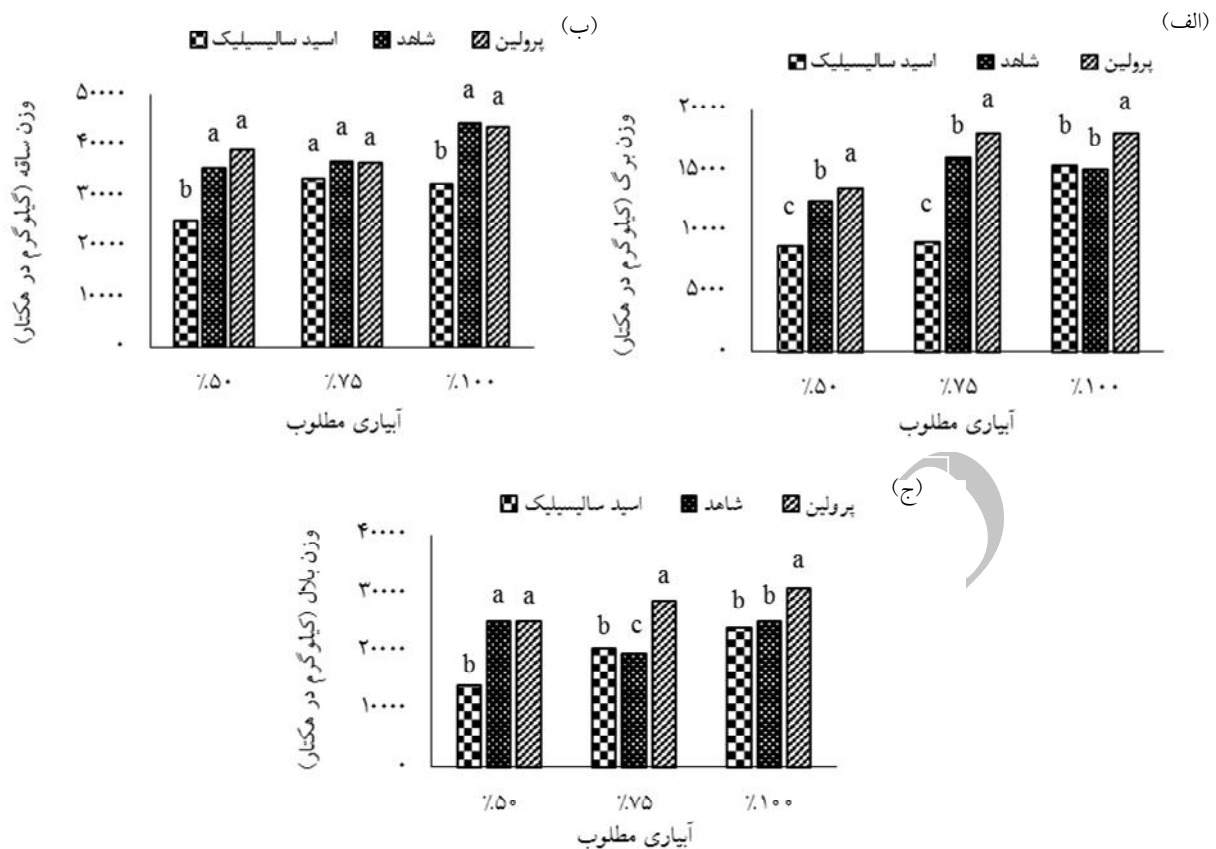 (الف)
پرولین شاهد اسید سالیسیلیک
وزن برگ (کیلوگرم در هکتار)
۲۰۰۰۰
۱۵۰۰۰
۱۰۰۰۰
۵۰۰۰
۰
c b a
c b a
b b a
٪۵۰ ٪۷۵ ٪۱۰۰
آبیاری مطلوب
(ب)
پرولین شاهد اسید سالیسیلیک
وزن ساقه (کیلوگرم در هکتار)
۵۰۰۰۰
۴۰۰۰۰
۳۰۰۰۰
۲۰۰۰۰
۱۰۰۰۰
۰
b a a
a a a
b a a
٪۵۰ ٪۷۵ ٪۱۰۰
آبیاری مطلوب
(ج)
پرولین شاهد اسید سالیسیلیک
وزن بلال (کیلوگرم در هکتار)
۴۰۰۰۰
۳۰۰۰۰
۲۰۰۰۰
۱۰۰۰۰
۰
b a a
b c a
b b a
٪۵۰ ٪۷۵ ٪۱۰۰
آبیاری مطلوب